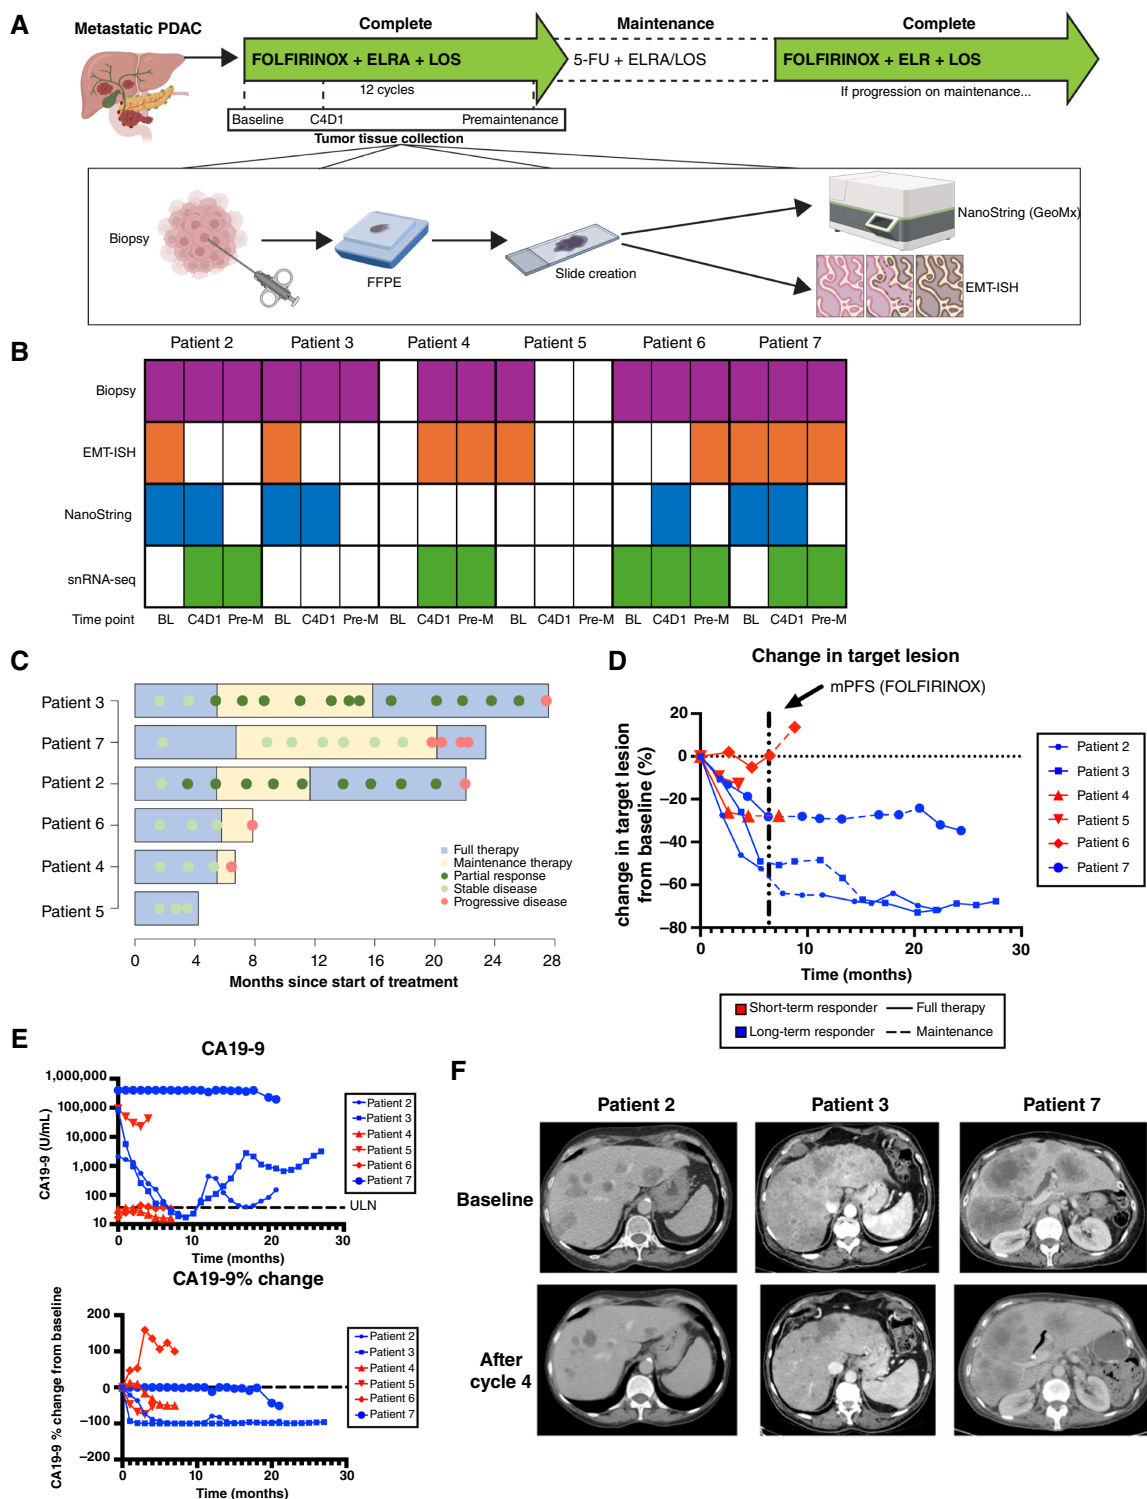 A
Metastatic PDAC
Complete
Maintenance
Complete
FOLFIRINOX + ELRA + LOS
5-FU + ELRA/LOS
FOLFIRINOX + ELR + LOS
12 cycles
If progression on maintenance...
Baseline
C4D1
Premaintenance
Tumor tissue collection
Biopsy
FFPE
Slide creation
NanoString (GeoMx)
EMT-ISH
B
Patient 2
Patient 3
Patient 4
Patient 5
Patient 6
Patient 7
Biopsy
EMT-ISH
NanoString
snRNA-seq
Time point
BL C4D1 Pre-M BL C4D1 Pre-M BL C4D1 Pre-M BL C4D1 Pre-M BL C4D1 Pre-M BL C4D1 Pre-M
C
Patient 3
Patient 7
Patient 2
Patient 6
Patient 4
Patient 5
Full therapy
Maintenance therapy
Partial response
Stable disease
Progressive disease
0 4 8 12 16 20 24 28
Months since start of treatment
D
Change in target lesion
mPFS (FOLFIRINOX)
change in target lesion
from baseline (%)
20
0
−20
−40
−60
−80
0 10 20 30
Time (months)
Patient 2
Patient 3
Patient 4
Patient 5
Patient 6
Patient 7
Short-term responder
Full therapy
Long-term responder
Maintenance
E
CA19-9
CA19-9 (U/mL)
1,000,000
100,000
10,000
1,000
100
10
0 10 20 30
Time (months)
ULN
Patient 2
Patient 3
Patient 4
Patient 5
Patient 6
Patient 7
CA19-9% change
CA19-9 % change from baseline
200
100
0
−100
−200
0 10 20 30
Time (months)
Patient 2
Patient 3
Patient 4
Patient 5
Patient 6
Patient 7
F
Patient 2
Patient 3
Patient 7
Baseline
After
cycle 4